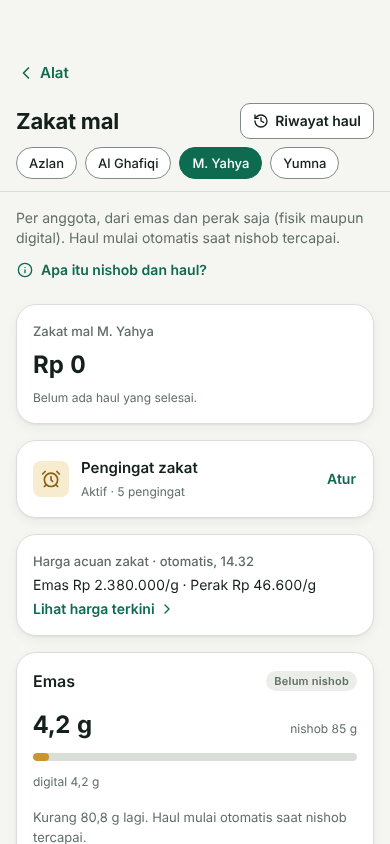 Alat
Zakat mal
Riwayat haul
Azlan
Al Ghafiqi
M. Yahya
Yumna
Per anggota, dari emas dan perak saja (fisik maupun
digital). Haul mulai otomatis saat nishob tercapai.
Apa itu nishob dan haul?
Zakat mal M. Yahya
Rp 0
Belum ada haul yang selesai.
Pengingat zakat
Aktif · 5 pengingat
Atur
Harga acuan zakat · otomatis, 14.32
Emas Rp 2.380.000/g · Perak Rp 46.600/g
Lihat harga terkini
Emas
Belum nishob
4,2 g
nishob 85 g
digital 4,2 g
Kurang 80,8 g lagi. Haul mulai otomatis saat nishob
tercapai.